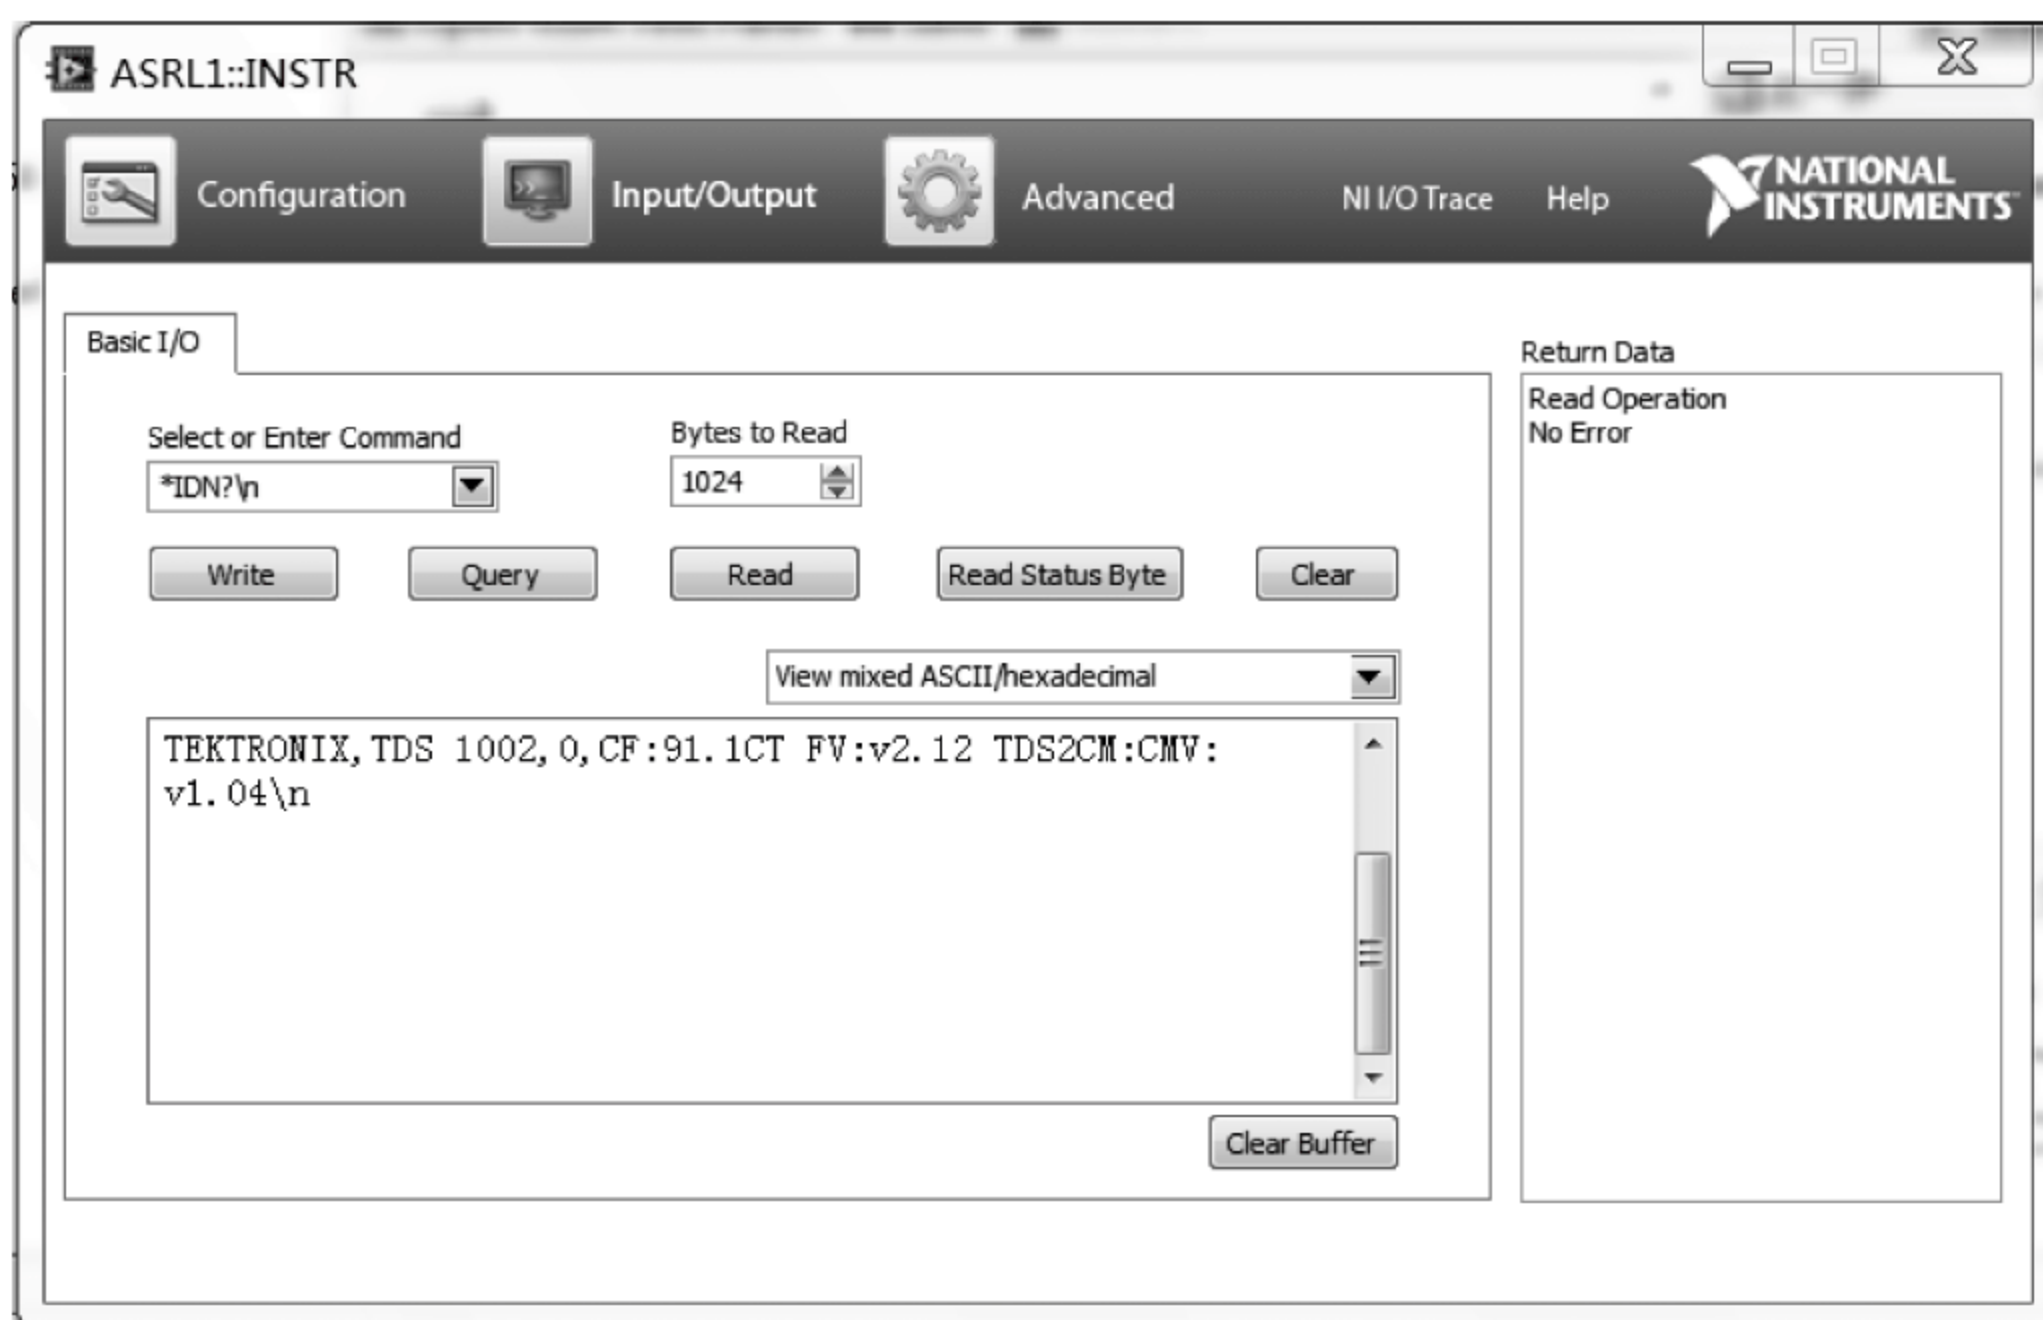 ASRL1::INSTR
Configuration
Input/Output
Advanced
NI I/O Trace
Help
NATIONAL
INSTRUMENTS
Basic I/O
Select or Enter Command
*IDN?\n
Bytes to Read
1024
Write
Query
Read
Read Status Byte
Clear
View mixed ASCII/hexadecimal
TEKTRONIX,TDS 1002,0,CF:91.1CT FV:v2.12 TDS2CM:CMV:
v1.04\n
Clear Buffer
Return Data
Read Operation
No Error